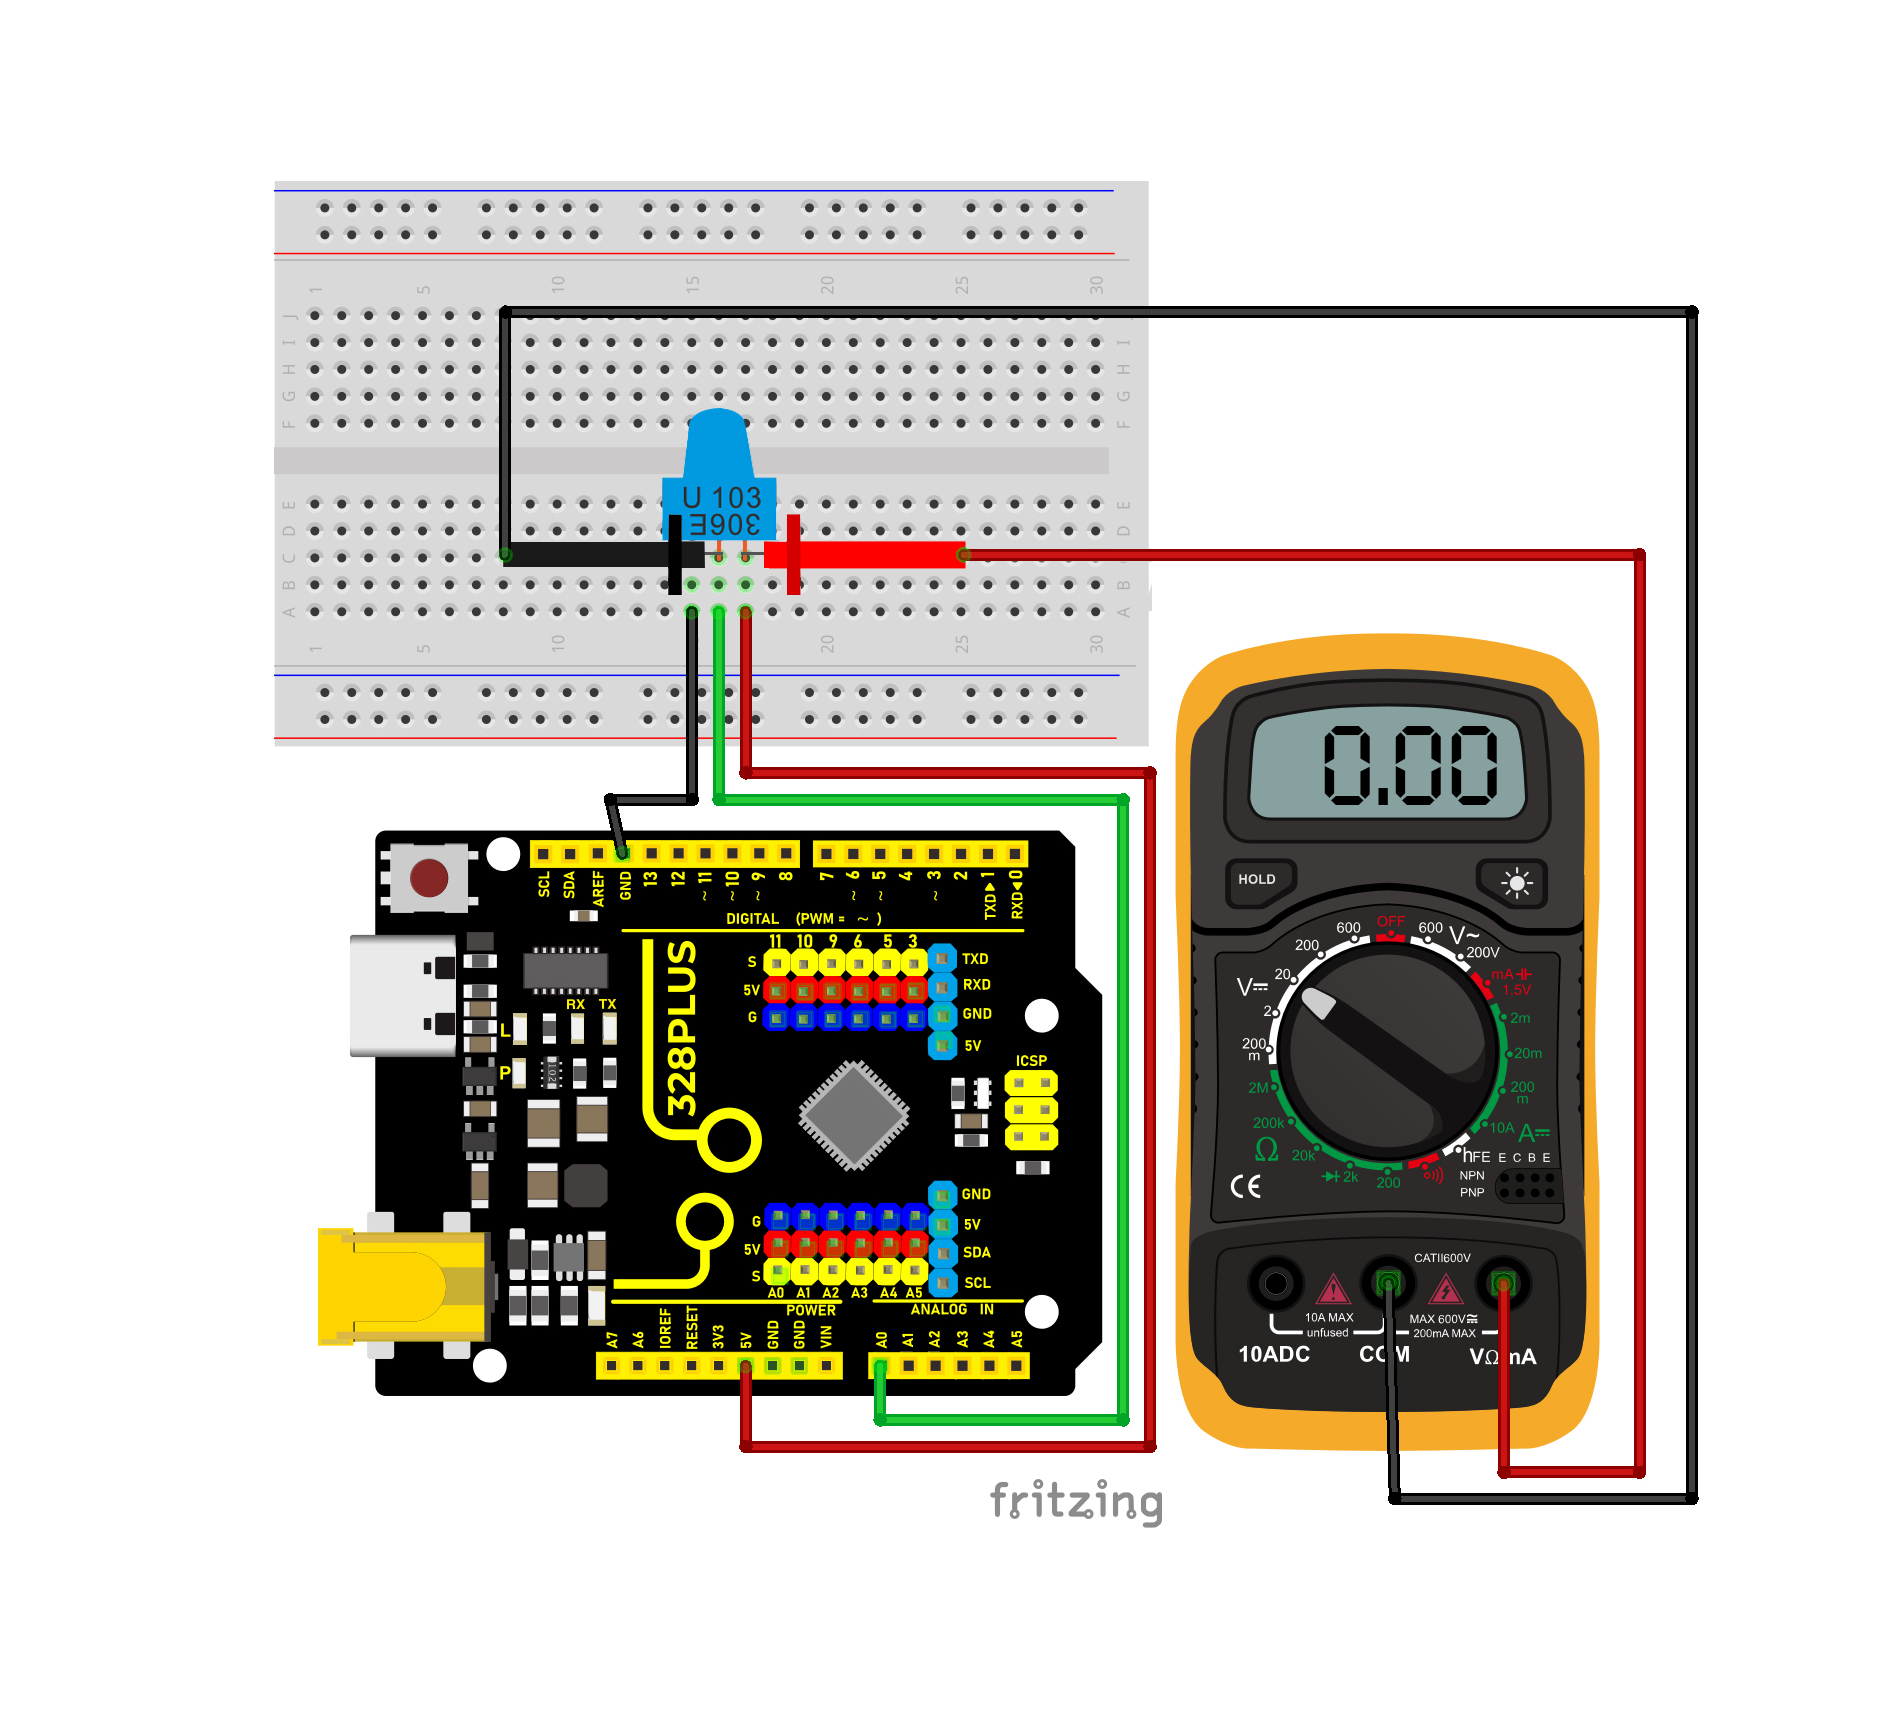 1 5 10 15 20 25 30
J J
I I
H H
G G
F F
U 103
306E
E E
D D
C C
B B
A A
1 5 10 20 25 30
0.00
HOLD
OFF
600 600 V~
200 200V
20 mA 1.5V
V
2 2m
200m 20m
2M 200m
200k 10A A
Ω
20k hFE E C B E
2k 200 NPN
CE PNP
CATII600V
10A MAX MAX 600V
unfused 200mA MAX
10ADC COM VΩmA
SCL SDA AREF GND 13 12 ~11 ~10 ~9 8 7 ~6 ~5 4 ~3 2 TXD▶1 RXD◀0
DIGITAL (PWM = ~ )
11 10 9 6 5 3
S TXD
5V RXD
G GND
5V
328PLUS
RX TX
L
P
ICSP
GND
G 5V
5V SDA
S SCL
A0 A1 A2 A3 A4 A5
POWER ANALOG IN
A7 A6 IOREF RESET 3V3 5V GND GND VIN A0 A1 A2 A3 A4 A5
fritzing